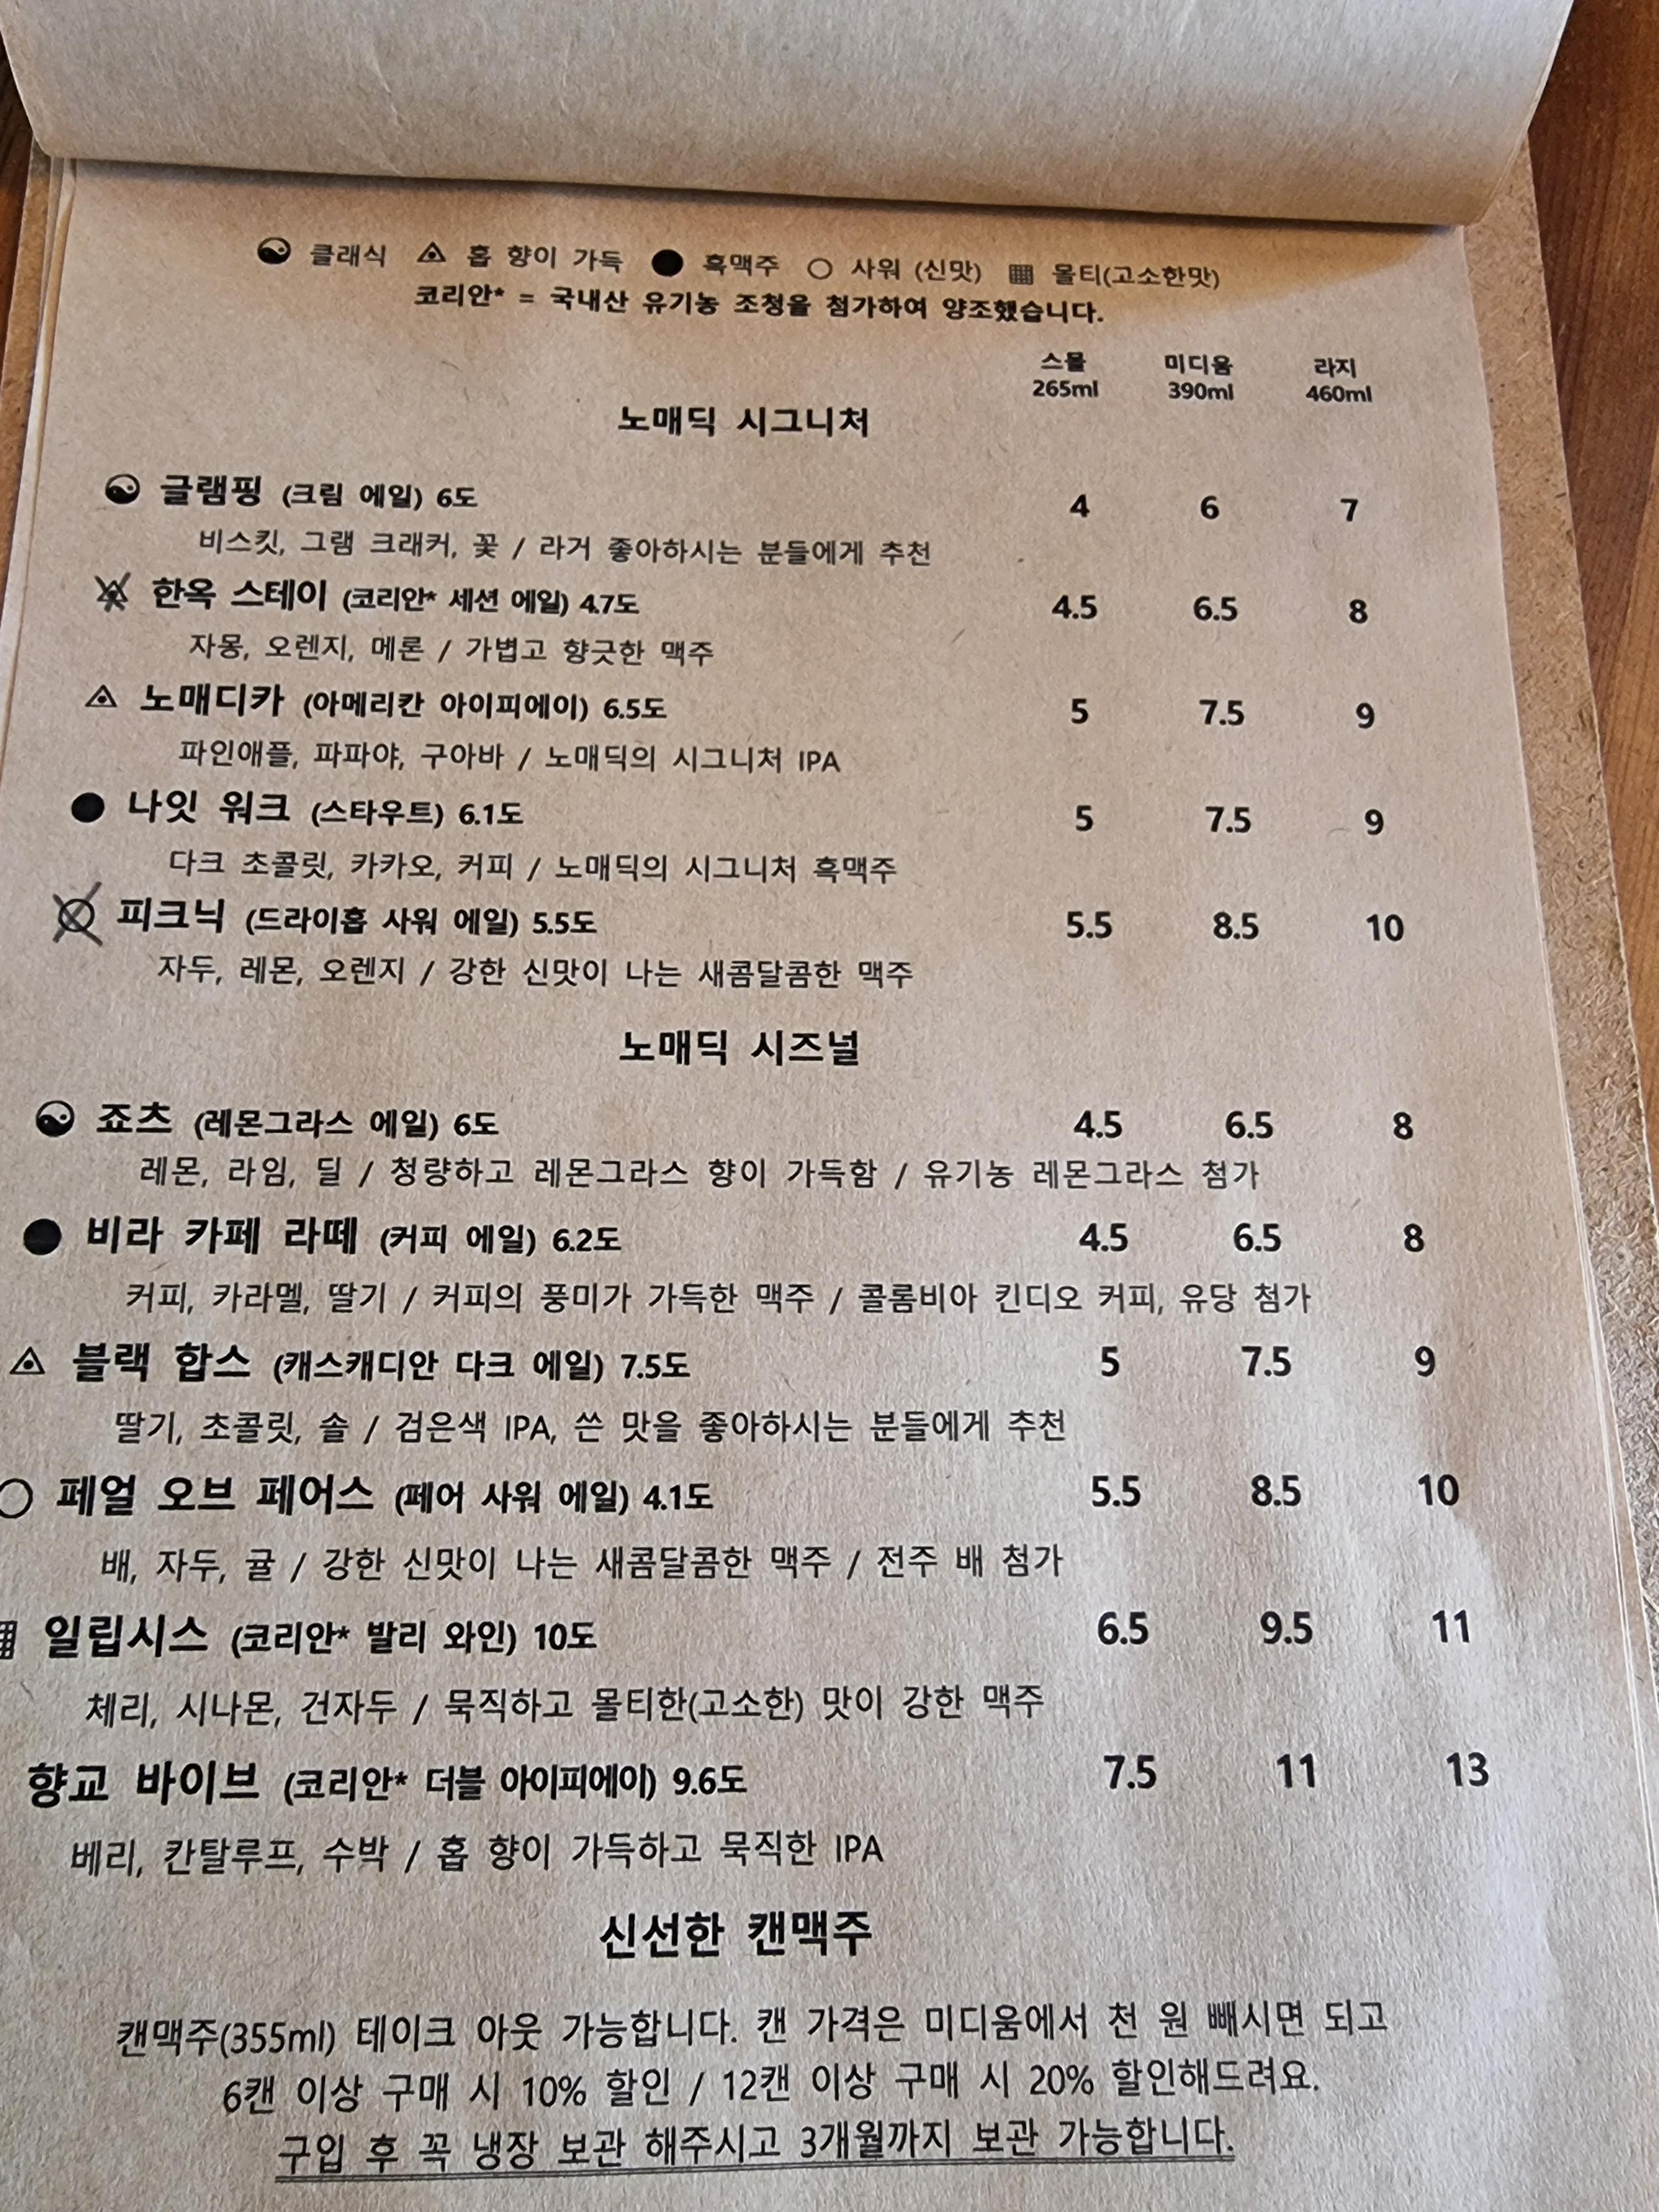 클래식 홉 향이 가득 흑맥주 사워 (신맛) 몰티(고소한맛)
코리안* = 국내산 유기농 조청을 첨가하여 양조했습니다.
스몰 미디움 라지
265ml 390ml 460ml
노매딕 시그니처
글램핑 (크림 에일) 6도 4 6 7
비스킷, 그램 크래커, 꽃 / 라거 좋아하시는 분들에게 추천
한옥 스테이 (코리안* 세션 에일) 4.7도 4.5 6.5 8
자몽, 오렌지, 메론 / 가볍고 향긋한 맥주
노매디카 (아메리칸 아이피에이) 6.5도 5 7.5 9
파인애플, 파파야, 구아바 / 노매딕의 시그니처 IPA
나잇 워크 (스타우트) 6.1도 5 7.5 9
다크 초콜릿, 카카오, 커피 / 노매딕의 시그니처 흑맥주
피크닉 (드라이홉 사워 에일) 5.5도 5.5 8.5 10
자두, 레몬, 오렌지 / 강한 신맛이 나는 새콤달콤한 맥주
노매딕 시즈널
죠츠 (레몬그라스 에일) 6도 4.5 6.5 8
레몬, 라임, 딜 / 청량하고 레몬그라스 향이 가득함 / 유기농 레몬그라스 첨가
비라 카페 라떼 (커피 에일) 6.2도 4.5 6.5 8
커피, 카라멜, 딸기 / 커피의 풍미가 가득한 맥주 / 콜롬비아 킨디오 커피, 유당 첨가
블랙 합스 (캐스캐디안 다크 에일) 7.5도 5 7.5 9
딸기, 초콜릿, 솔 / 검은색 IPA, 쓴 맛을 좋아하시는 분들에게 추천
페얼 오브 페어스 (페어 사워 에일) 4.1도 5.5 8.5 10
배, 자두, 귤 / 강한 신맛이 나는 새콤달콤한 맥주 / 전주 배 첨가
일립시스 (코리안* 발리 와인) 10도 6.5 9.5 11
체리, 시나몬, 건자두 / 묵직하고 몰티한(고소한) 맛이 강한 맥주
향교 바이브 (코리안* 더블 아이피에이) 9.6도 7.5 11 13
베리, 칸탈루프, 수박 / 홉 향이 가득하고 묵직한 IPA
신선한 캔맥주
캔맥주(355ml) 테이크 아웃 가능합니다. 캔 가격은 미디움에서 천 원 빼시면 되고
6캔 이상 구매 시 10% 할인 / 12캔 이상 구매 시 20% 할인해드려요.
구입 후 꼭 냉장 보관 해주시고 3개월까지 보관 가능합니다.